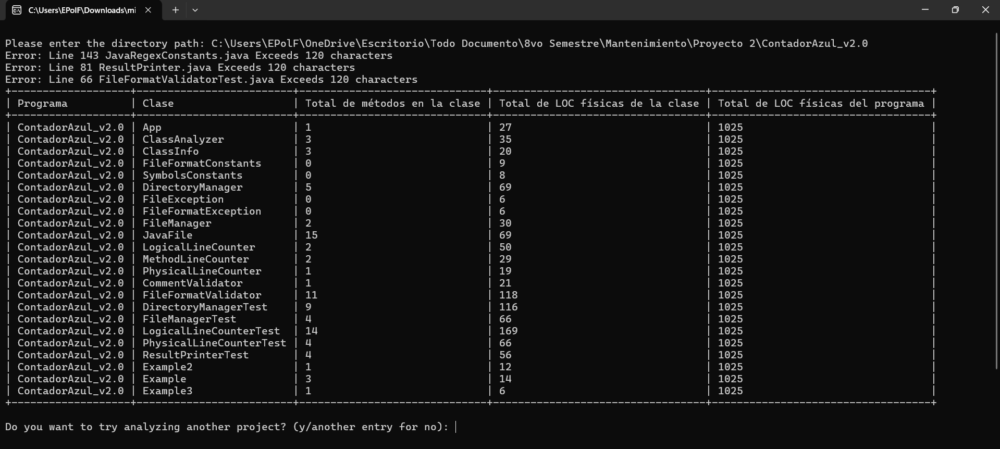 C:\Users\EPolF\Downloads\mi
Please enter the directory path: C:\Users\EPolF\OneDrive\Escritorio\Todo Documento\8vo Semestre\Mantenimiento\Proyecto 2\ContadorAzul_v2.0
Error: Line 143 JavaRegexConstants.java Exceeds 120 characters
Error: Line 81 ResultPrinter.java Exceeds 120 characters
Error: Line 66 FileFormatValidatorTest.java Exceeds 120 characters
| Programa | Clase | Total de métodos en la clase | Total de LOC físicas de la clase | Total de LOC físicas del programa |
| ContadorAzul_v2.0 | App | 1 | 27 | 1025 |
| ContadorAzul_v2.0 | ClassAnalyzer | 3 | 35 | 1025 |
| ContadorAzul_v2.0 | ClassInfo | 3 | 20 | 1025 |
| ContadorAzul_v2.0 | FileFormatConstants | 0 | 9 | 1025 |
| ContadorAzul_v2.0 | SymbolsConstants | 0 | 8 | 1025 |
| ContadorAzul_v2.0 | DirectoryManager | 5 | 69 | 1025 |
| ContadorAzul_v2.0 | FileException | 0 | 6 | 1025 |
| ContadorAzul_v2.0 | FileFormatException | 0 | 6 | 1025 |
| ContadorAzul_v2.0 | FileManager | 2 | 30 | 1025 |
| ContadorAzul_v2.0 | JavaFile | 15 | 69 | 1025 |
| ContadorAzul_v2.0 | LogicalLineCounter | 2 | 50 | 1025 |
| ContadorAzul_v2.0 | MethodLineCounter | 2 | 29 | 1025 |
| ContadorAzul_v2.0 | PhysicalLineCounter | 1 | 19 | 1025 |
| ContadorAzul_v2.0 | CommentValidator | 1 | 21 | 1025 |
| ContadorAzul_v2.0 | FileFormatValidator | 11 | 118 | 1025 |
| ContadorAzul_v2.0 | DirectoryManagerTest | 9 | 116 | 1025 |
| ContadorAzul_v2.0 | FileManagerTest | 4 | 66 | 1025 |
| ContadorAzul_v2.0 | LogicalLineCounterTest | 14 | 169 | 1025 |
| ContadorAzul_v2.0 | PhysicalLineCounterTest | 4 | 66 | 1025 |
| ContadorAzul_v2.0 | ResultPrinterTest | 4 | 56 | 1025 |
| ContadorAzul_v2.0 | Example2 | 1 | 12 | 1025 |
| ContadorAzul_v2.0 | Example | 3 | 14 | 1025 |
| ContadorAzul_v2.0 | Example3 | 1 | 6 | 1025 |
Do you want to try analyzing another project? (y/another entry for no):